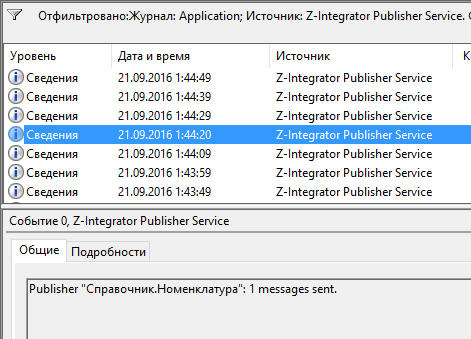 Отфильтровано:Журнал: Application; Источник: Z-Integrator Publisher Service.
Уровень Дата и время Источник
Сведения 21.09.2016 1:44:49 Z-Integrator Publisher Service
Сведения 21.09.2016 1:44:39 Z-Integrator Publisher Service
Сведения 21.09.2016 1:44:29 Z-Integrator Publisher Service
Сведения 21.09.2016 1:44:20 Z-Integrator Publisher Service
Сведения 21.09.2016 1:44:09 Z-Integrator Publisher Service
Сведения 21.09.2016 1:43:59 Z-Integrator Publisher Service
Сведения 21.09.2016 1:43:49 Z-Integrator Publisher Service
Событие 0, Z-Integrator Publisher Service
Общие Подробности
Publisher "Справочник.Номенклатура": 1 messages sent.